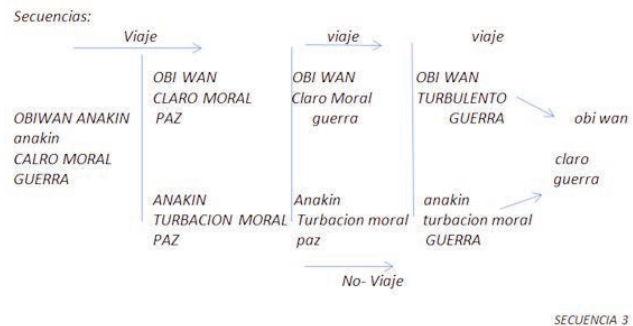 Secuencias:
Viaje
viaje
viaje
OBIWAN ANAKIN
anakin
CALRO MORAL
GUERRA
OBI WAN
CLARO MORAL
PAZ
ANAKIN
TURBACION MORAL
PAZ
OBI WAN
Claro Moral
guerra
Anakin
Turbacion moral
paz
OBI WAN
TURBULENTO
GUERRA
anakin
turbacion moral
GUERRA
obi wan
claro
guerra
No- Viaje
SECUENCIA 3